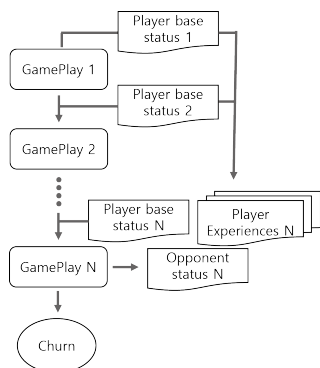 Player base
status 1
GamePlay 1
Player base
status 2
GamePlay 2
Player base
status N
Player
Experiences N
GamePlay N
Opponent
status N
Churn